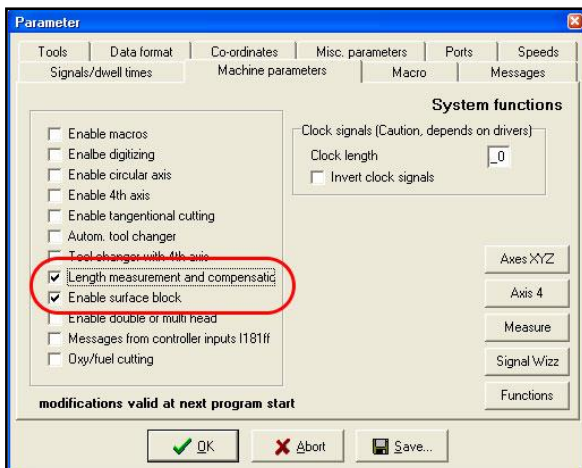 Parameter
Tools
Data format
Co-ordinates
Misc. parameters
Ports
Speeds
Signals/dwell times
Machine parameters
Macro
Messages
System functions
Enable macros
Enalbe digitizing
Enable circular axis
Enable 4th axis
Enable tangentional cutting
Autom. tool changer
Tool changer with 4th axis
Length measurement and compensatic
Enable surface block
Enable double or multi head
Messages from controller inputs I181ff
Oxy/fuel cutting
modifications valid at next program start
Clock signals (Caution, depends on drivers)
Clock length
_0
Invert clock signals
Axes XYZ
Axis 4
Measure
Signal Wizz
Functions
OK
Abort
Save...